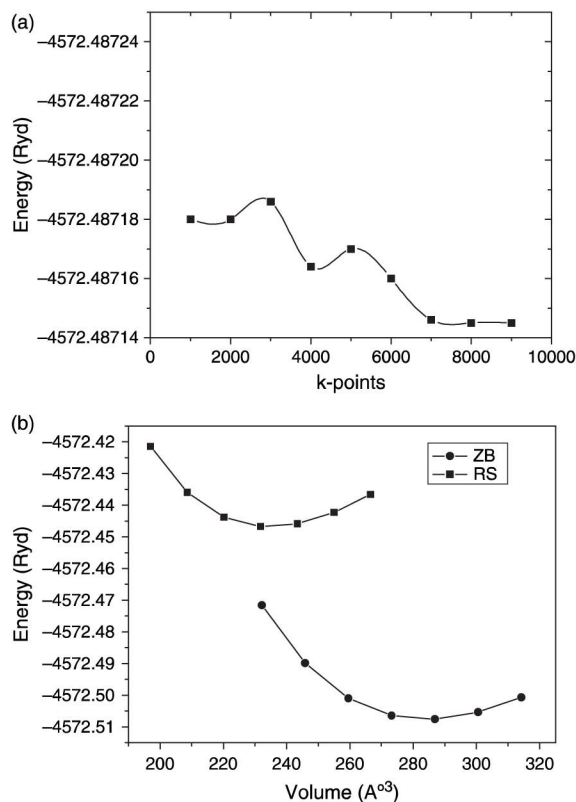 (a)
−4572.48724
−4572.48722
−4572.48720
−4572.48718
−4572.48716
−4572.48714
Energy (Ryd)
0 2000 4000 6000 8000 10000
k-points
(b)
−4572.42
−4572.43
−4572.44
−4572.45
−4572.46
−4572.47
−4572.48
−4572.49
−4572.50
−4572.51
Energy (Ryd)
ZB
RS
200 220 240 260 280 300 320
Volume (A°³)